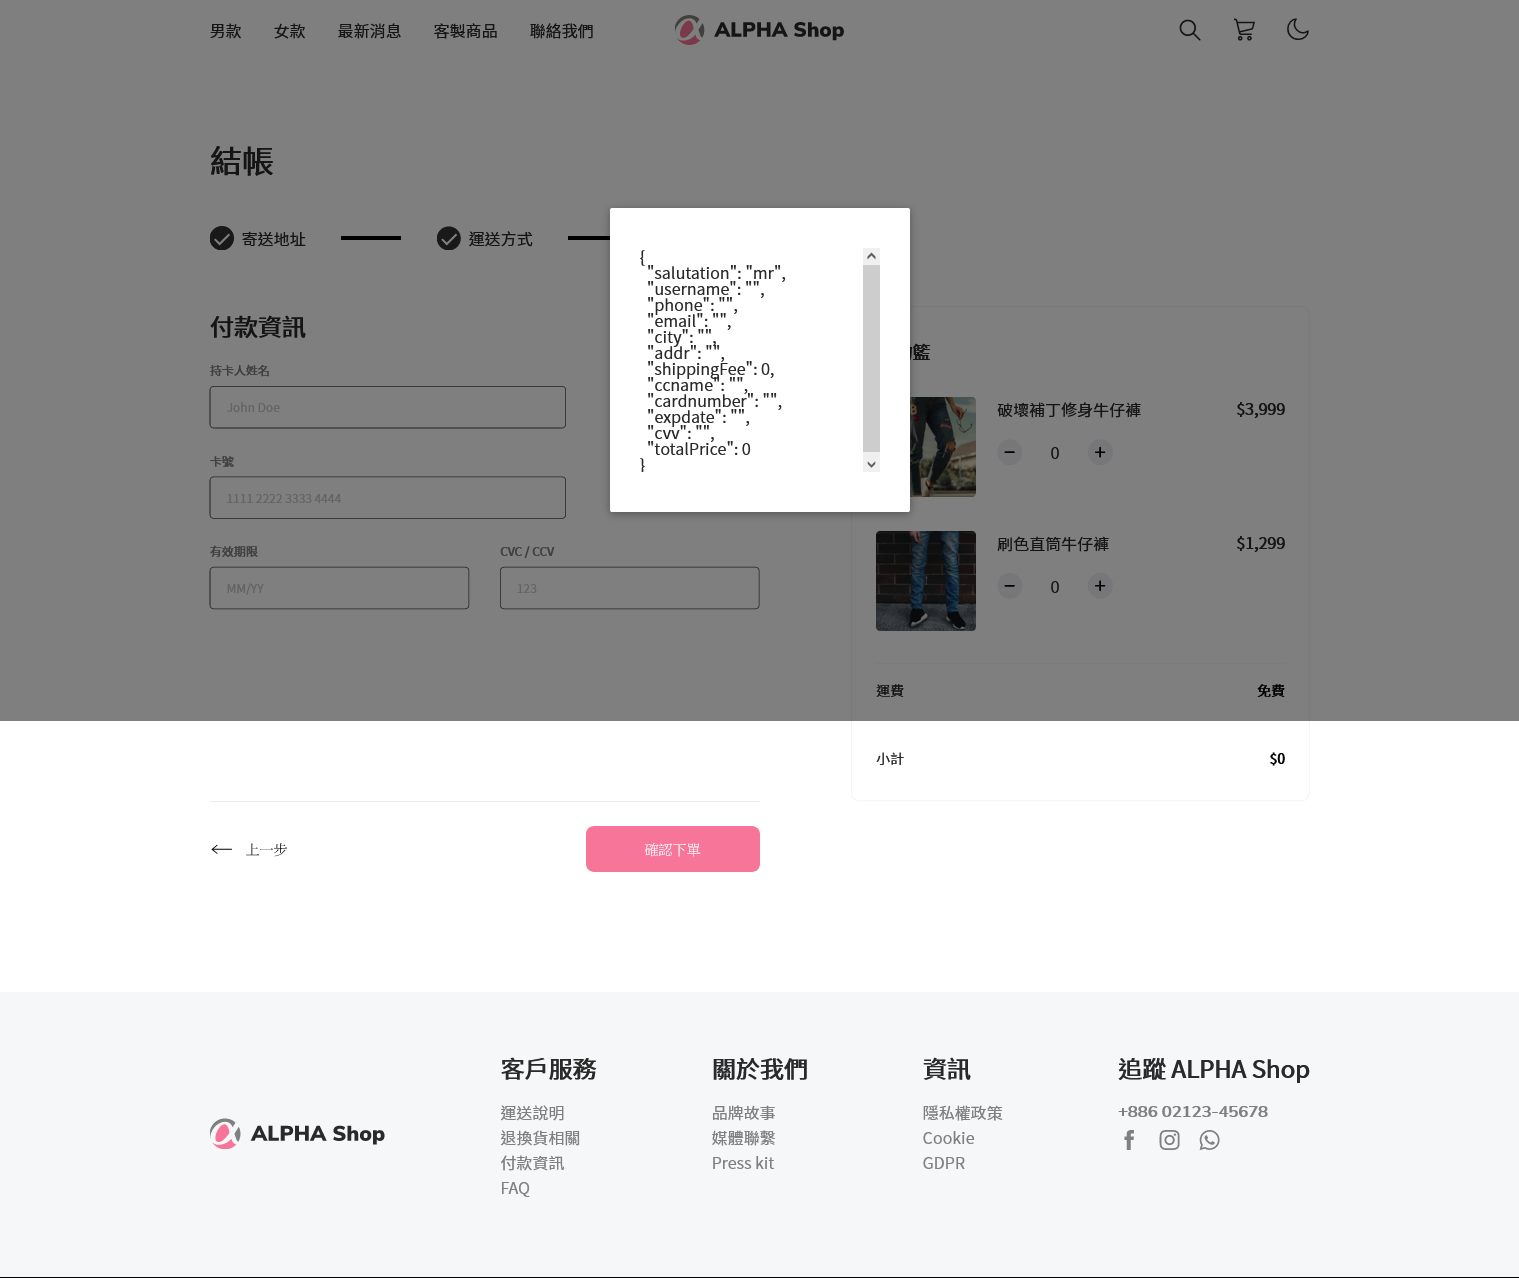 男款 女款 最新消息 客製商品 聯絡我們 ALPHA Shop
結帳
寄送地址 運送方式
{
"salutation": "mr",
"username": "",
"phone": "",
"email": "",
"city": "",
"addr": "",
"shippingFee": 0,
"ccname": "",
"cardnumber": "",
"expdate": "",
"cvv": "",
"totalPrice": 0
}
付款資訊
持卡人姓名
John Doe
卡號
1111 2222 3333 4444
有效期限 CVC / CCV
MM/YY 123
籃
破壞補丁修身牛仔褲 $3,999
0
刷色直筒牛仔褲 $1,299
0
運費 免費
小計 $0
上一步 確認下單
ALPHA Shop
客戶服務
運送說明
退換貨相關
付款資訊
FAQ
關於我們
品牌故事
媒體聯繫
Press kit
資訊
隱私權政策
Cookie
GDPR
追蹤 ALPHA Shop
+886 02123-45678